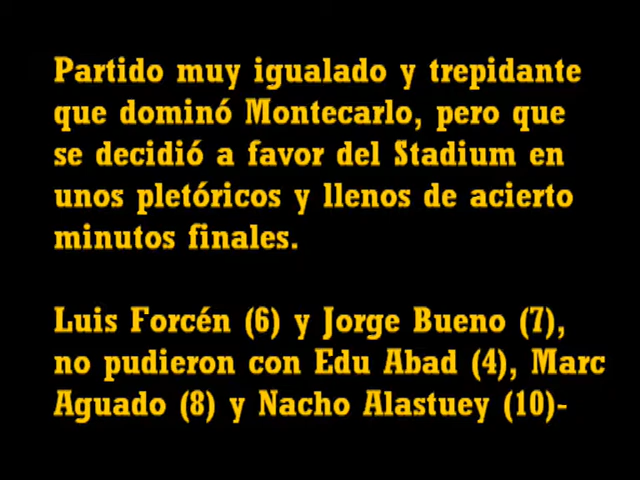 Partido muy igualado y trepidante
que dominó Montecarlo, pero que
se decidió a favor del Stadium en
unos pletóricos y llenos de acierto
minutos finales.
Luis Forcén (6) y Jorge Bueno (7),
no pudieron con Edu Abad (4), Marc
Aguado (8) y Nacho Alastuey (10)-